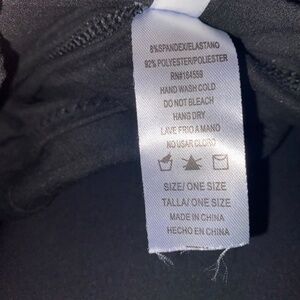 8%SPANDEX/ELASTANO
92% POLYESTER/POLIESTER
RN#164559
HAND WASH COLD
DO NOT BLEACH
HANG DRY
LAVE FRIO A MANO
NO USAR CLORO
SIZE/ ONE SIZE
TALLA/ ONE SIZE
MADE IN CHINA
HECHO EN CHINA